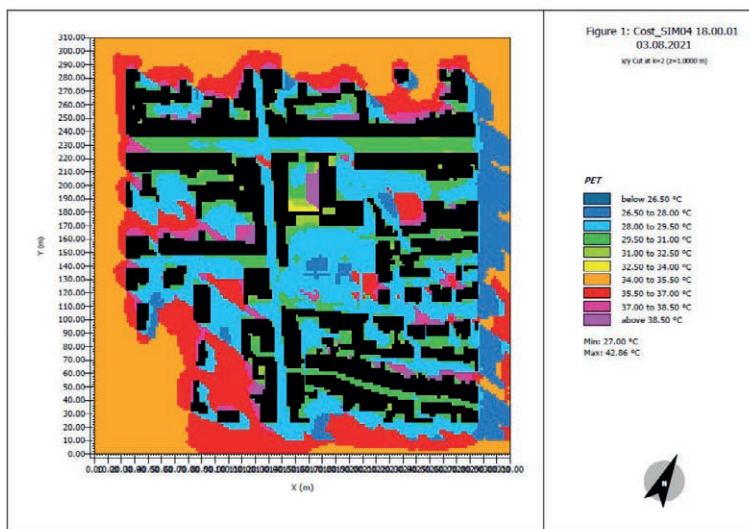 Figure 1: Cost_SIM04 18.00.01
03.08.2021
x/y Cut at k=2 (z=1.0000 m)
310.00
300.00
290.00
280.00
270.00
260.00
250.00
240.00
230.00
220.00
210.00
200.00
190.00
180.00
170.00
160.00
150.00
140.00
130.00
120.00
110.00
100.00
90.00
80.00
70.00
60.00
50.00
40.00
30.00
20.00
10.00
0.00
Y (m)
X (m)
PET
below 26.50 °C
26.50 to 28.00 °C
28.00 to 29.50 °C
29.50 to 31.00 °C
31.00 to 32.50 °C
32.50 to 34.00 °C
34.00 to 35.50 °C
35.50 to 37.00 °C
37.00 to 38.50 °C
above 38.50 °C
Min: 27.00 °C
Max: 42.86 °C
N